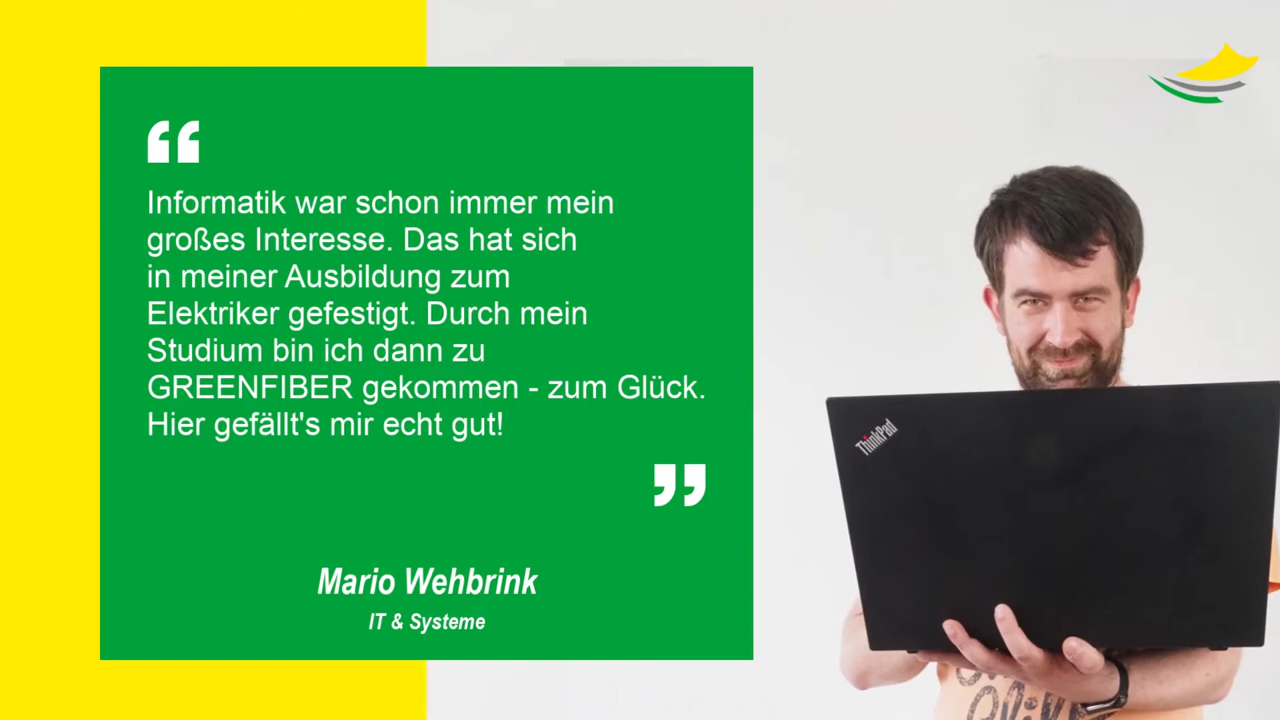 Informatik war schon immer mein
großes Interesse. Das hat sich
in meiner Ausbildung zum
Elektriker gefestigt. Durch mein
Studium bin ich dann zu
GREENFIBER gekommen - zum Glück.
Hier gefällt's mir echt gut!
Mario Wehbrink
IT & Systeme
ThinkPad